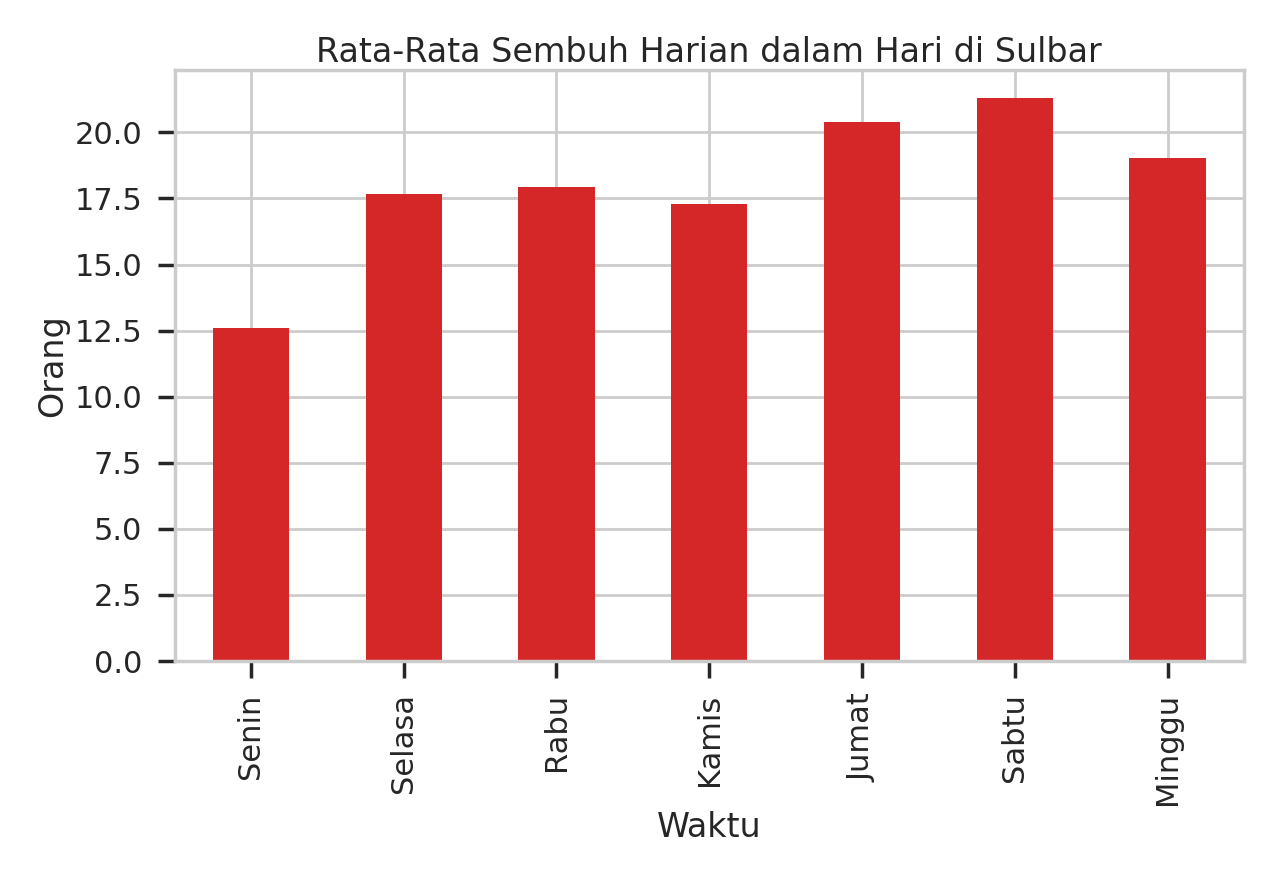 Rata-Rata Sembuh Harian dalam Hari di Sulbar
Orang
20.0
17.5
15.0
12.5
10.0
7.5
5.0
2.5
0.0
Senin
Selasa
Rabu
Kamis
Jumat
Sabtu
Minggu
Waktu